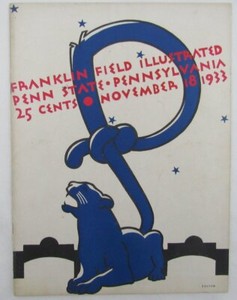 FRANKLIN FIELD ILLUSTRATED
PENN STATE • PENNSYLVANIA
25 CENTS • NOVEMBER 18 1933